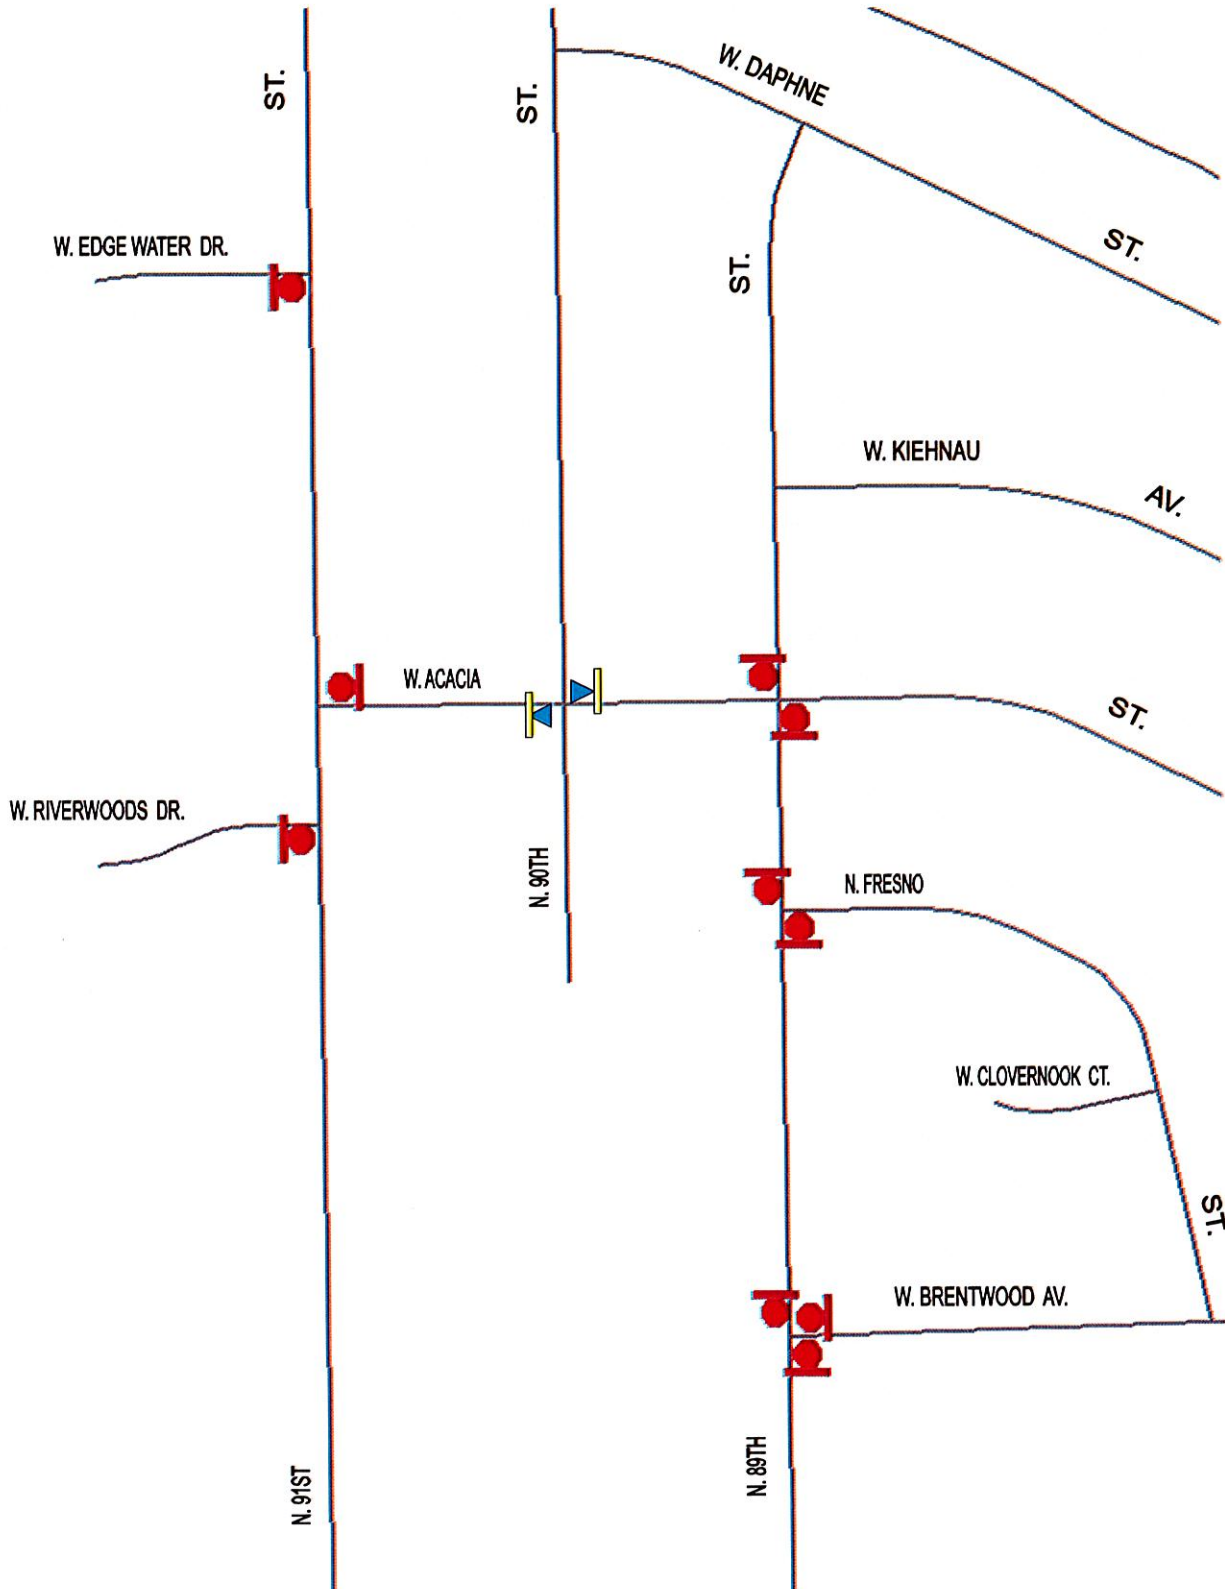 W. DAPHNE
ST.
ST.
ST.
W. EDGE WATER DR.
ST.
ST.
W. KIEHNAU
AV.
W. ACACIA
ST.
W. RIVERWOODS DR.
N. 90TH
N. FRESNO
W. CLOVERNOOK CT.
ST.
W. BRENTWOOD AV.
N. 91ST
N. 89TH